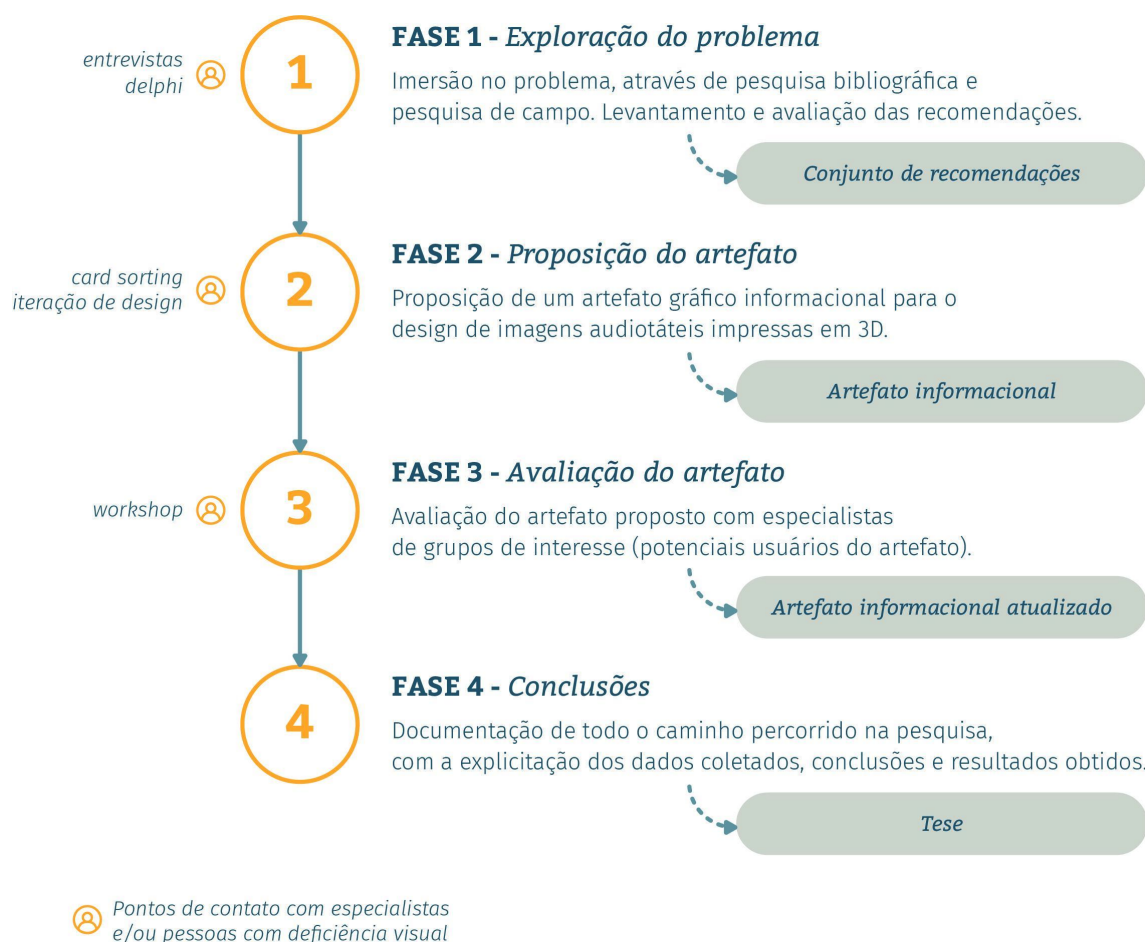 entrevistas
delphi
1
FASE 1 - Exploração do problema
Imersão no problema, através de pesquisa bibliográfica e
pesquisa de campo. Levantamento e avaliação das recomendações.
Conjunto de recomendações
card sorting
iteração de design
2
FASE 2 - Proposição do artefato
Proposição de um artefato gráfico informacional para o
design de imagens audiotáteis impressas em 3D.
Artefato informacional
workshop
3
FASE 3 - Avaliação do artefato
Avaliação do artefato proposto com especialistas
de grupos de interesse (potenciais usuários do artefato).
Artefato informacional atualizado
4
FASE 4 - Conclusões
Documentação de todo o caminho percorrido na pesquisa,
com a explicitação dos dados coletados, conclusões e resultados obtidos.
Tese
Pontos de contato com especialistas
e/ou pessoas com deficiência visual